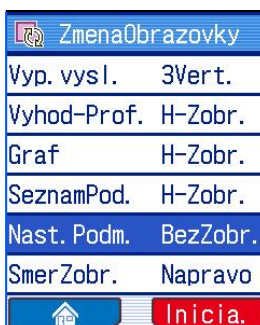 ZmenaObrazovky
Vyp.vysl. 3Vert.
Vyhod-Prof. H-Zobr.
Graf H-Zobr.
SeznamPod. H-Zobr.
Nast.Podm. BezZobr.
SmerZobr. Napravo
Inicia.